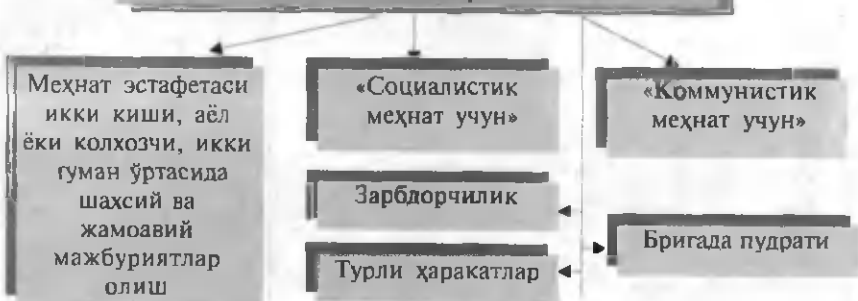 Меҳнат эстафетаси
икки киши, аёл
ёки колхозчи, икки
гуман ўртасида
шахсий ва
жамоавий
мажбуриятлар
олиш
«Социалистик
меҳнат учун»
«Коммунистик
меҳнат учун»
Зарбдорчилик
Бригада пудрати
Турли ҳаракатлар